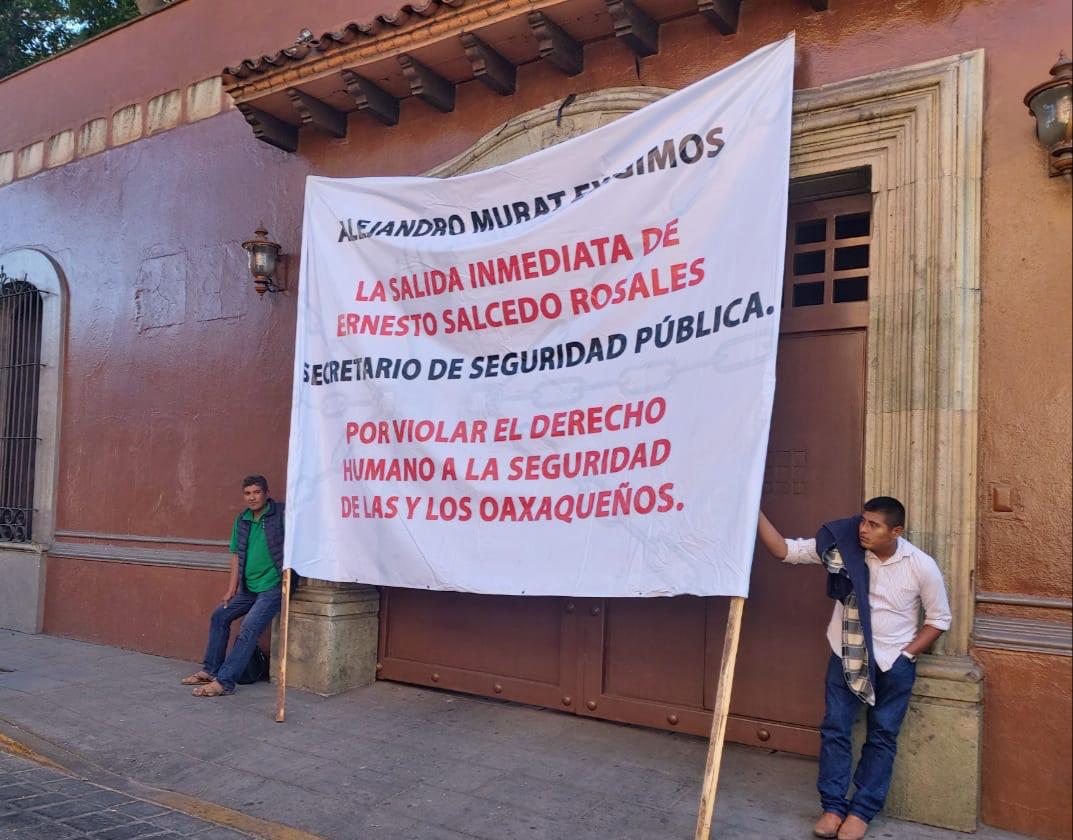 ALEJANDRO MURAT EXIGIMOS
LA SALIDA INMEDIATA DE
ERNESTO SALCEDO ROSALES
SECRETARIO DE SEGURIDAD PÚBLICA.
POR VIOLAR EL DERECHO
HUMANO A LA SEGURIDAD
DE LAS Y LOS OAXAQUEÑOS.